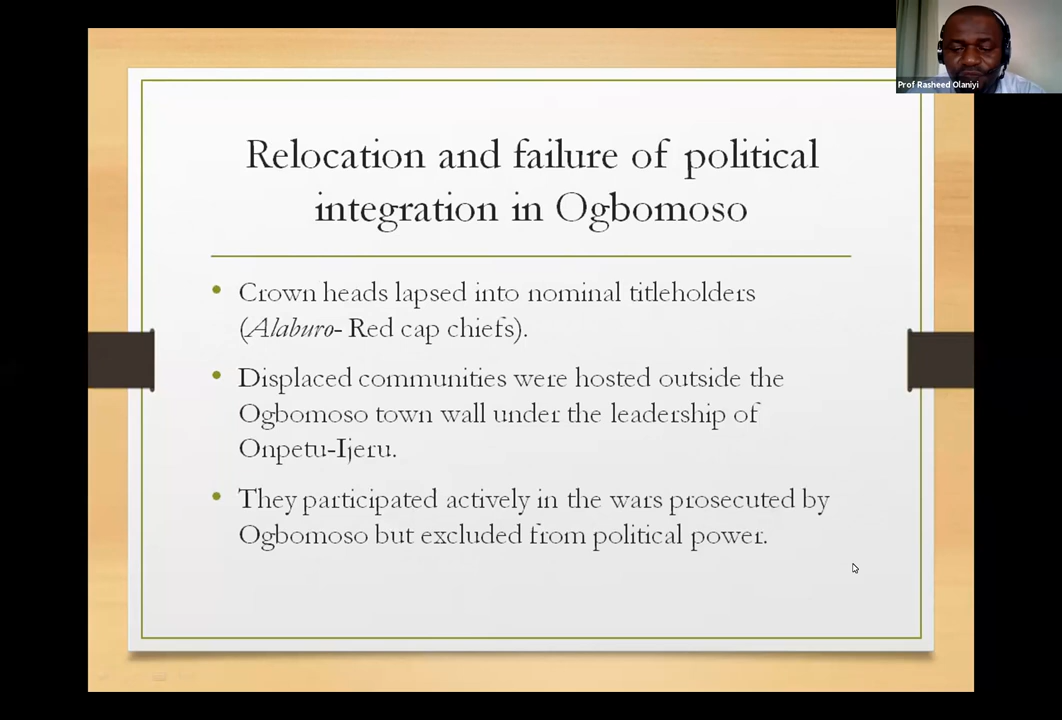 Prof Rasheed Olaniyi
Relocation and failure of political
integration in Ogbomoso
• Crown heads lapsed into nominal titleholders
(Alaburo- Red cap chiefs).
• Displaced communities were hosted outside the
Ogbomoso town wall under the leadership of
Onpetu-Ijeru.
• They participated actively in the wars prosecuted by
Ogbomoso but excluded from political power.